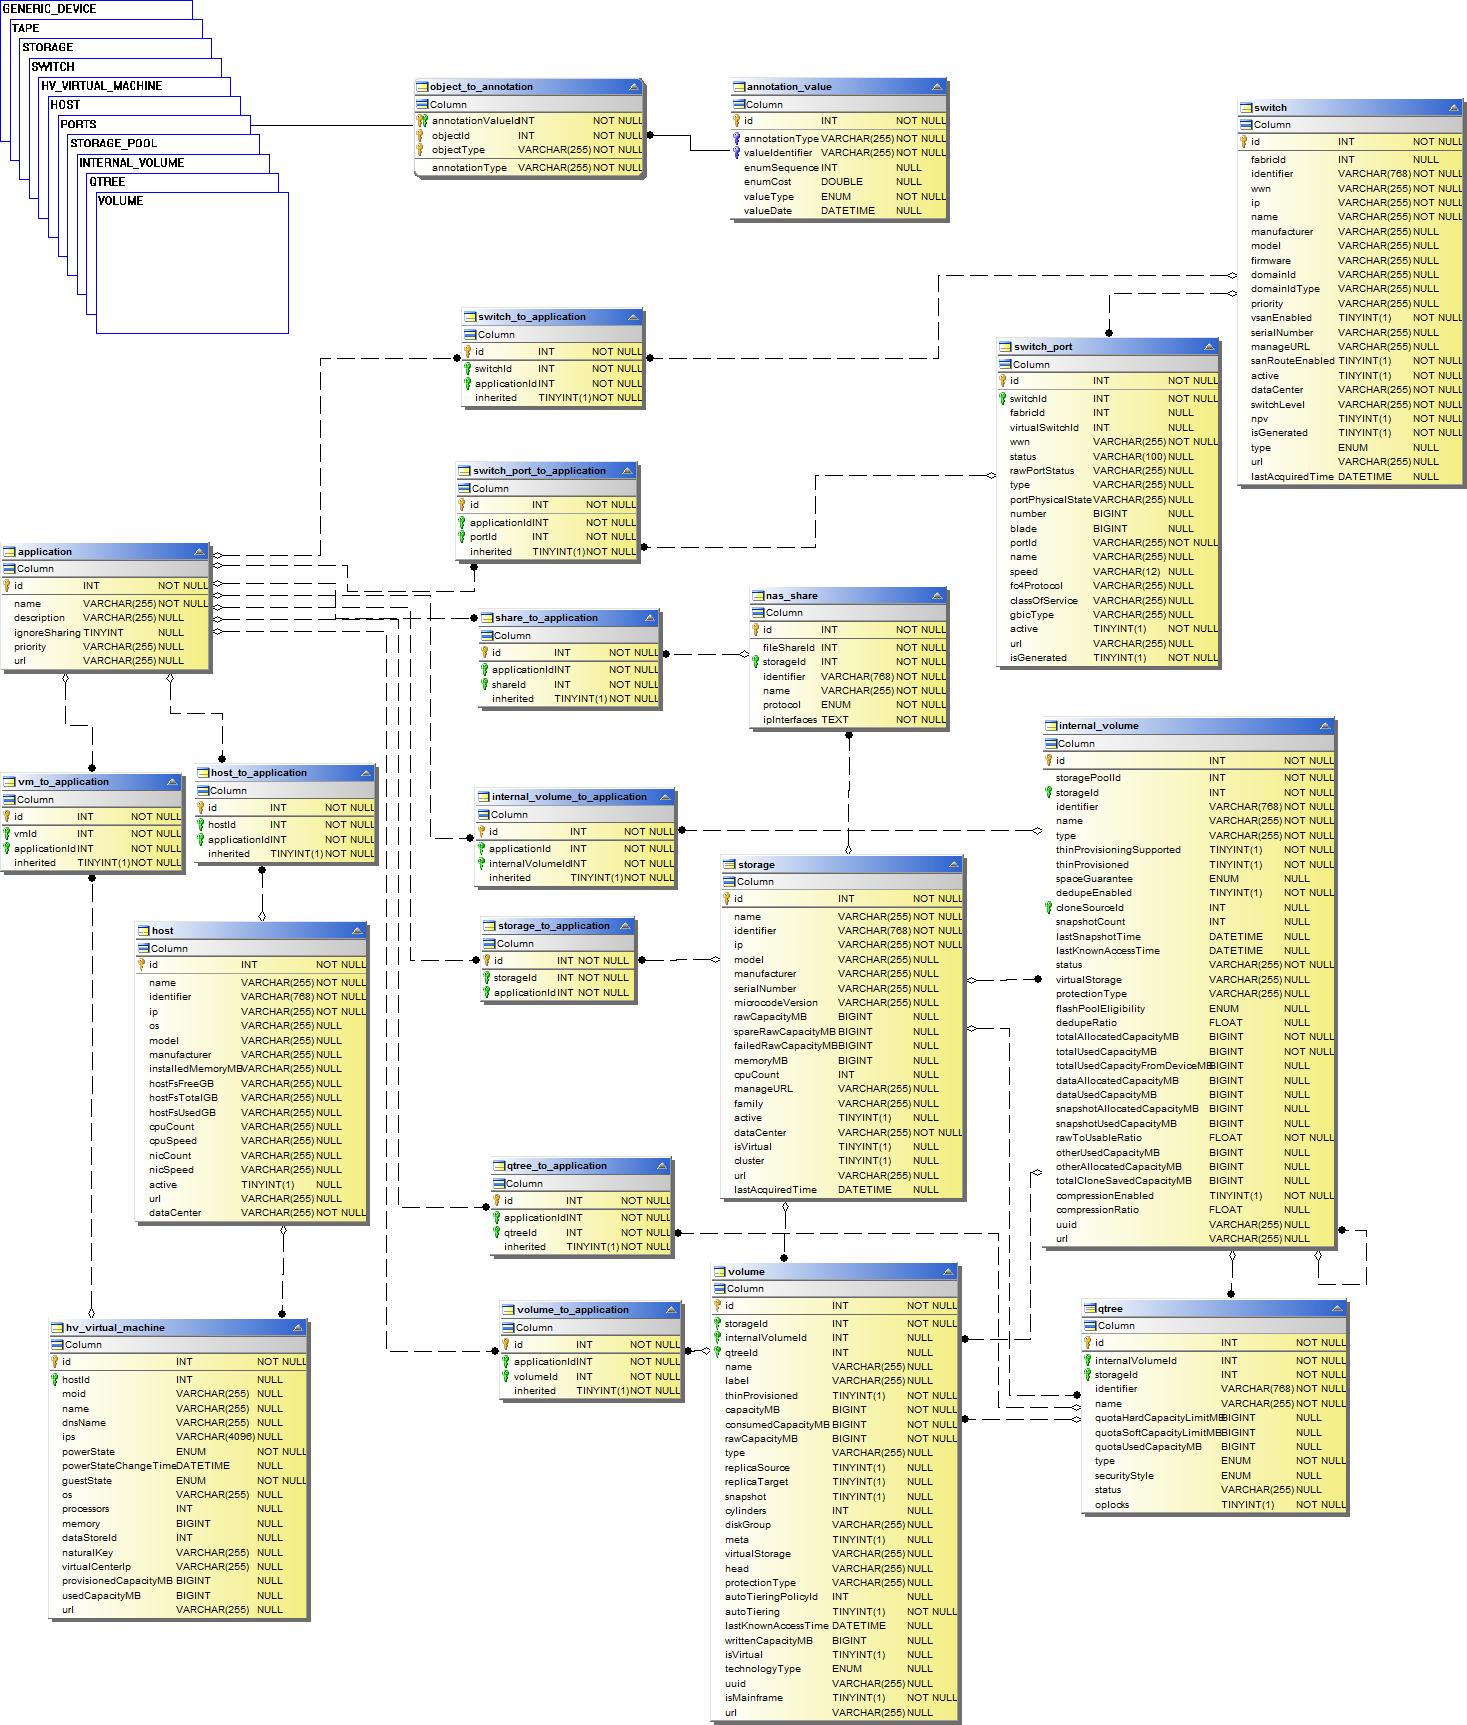 GENERIC_DEVICE
TAPE
STORAGE
SWITCH
HV_VIRTUAL_MACHINE
HOST
PORTS
STORAGE_POOL
INTERNAL_VOLUME
QTREE
VOLUME
object_to_annotation
Column
annotationValueId INT NOT NULL
objectId INT NOT NULL
objectType VARCHAR(255) NOT NULL
annotationType VARCHAR(255) NOT NULL
annotation_value
Column
id INT NOT NULL
annotationType VARCHAR(255) NOT NULL
valueIdentifier VARCHAR(255) NOT NULL
enumSequence INT NULL
enumCost DOUBLE NULL
valueType ENUM NOT NULL
valueDate DATETIME NULL
switch
Column
id INT NOT NULL
fabricId INT NULL
identifier VARCHAR(768) NOT NULL
wwn VARCHAR(255) NOT NULL
ip VARCHAR(255) NOT NULL
name VARCHAR(255) NOT NULL
manufacturer VARCHAR(255) NULL
model VARCHAR(255) NULL
firmware VARCHAR(255) NULL
domainId VARCHAR(255) NULL
domainIdType VARCHAR(255) NULL
priority VARCHAR(255) NULL
vsanEnabled TINYINT(1) NOT NULL
serialNumber VARCHAR(255) NULL
manageURL VARCHAR(255) NULL
sanRouteEnabled TINYINT(1) NOT NULL
active TINYINT(1) NOT NULL
dataCenter VARCHAR(255) NOT NULL
switchLevel VARCHAR(255) NOT NULL
npv TINYINT(1) NOT NULL
isGenerated TINYINT(1) NOT NULL
type ENUM NULL
url VARCHAR(255) NULL
lastAcquiredTime DATETIME NULL
switch_to_application
Column
id INT NOT NULL
switchId INT NOT NULL
applicationId INT NOT NULL
inherited TINYINT(1) NOT NULL
switch_port
Column
id INT NOT NULL
switchId INT NOT NULL
fabricId INT NULL
virtualSwitchId INT NULL
wwn VARCHAR(255) NOT NULL
status VARCHAR(100) NULL
rawPortStatus VARCHAR(255) NULL
type VARCHAR(255) NULL
portPhysicalState VARCHAR(255) NULL
number BIGINT NULL
blade BIGINT NULL
portId VARCHAR(255) NOT NULL
name VARCHAR(255) NULL
speed VARCHAR(12) NULL
fc4Protocol VARCHAR(255) NULL
classOfService VARCHAR(255) NULL
gbicType VARCHAR(255) NULL
active TINYINT(1) NOT NULL
url VARCHAR(255) NULL
isGenerated TINYINT(1) NOT NULL
switch_port_to_application
Column
id INT NOT NULL
applicationId INT NOT NULL
portId INT NOT NULL
inherited TINYINT(1) NOT NULL
application
Column
id INT NOT NULL
name VARCHAR(255) NOT NULL
description VARCHAR(255) NULL
ignoreSharing TINYINT NULL
priority VARCHAR(255) NULL
url VARCHAR(255) NULL
share_to_application
Column
id INT NOT NULL
applicationId INT NOT NULL
shareId INT NOT NULL
inherited TINYINT(1) NOT NULL
nas_share
Column
id INT NOT NULL
fileShareId INT NOT NULL
storageId INT NOT NULL
identifier VARCHAR(768) NOT NULL
name VARCHAR(255) NOT NULL
protocol ENUM NOT NULL
ipInterfaces TEXT NOT NULL
internal_volume
Column
id INT NOT NULL
storagePoolId INT NOT NULL
storageId INT NOT NULL
identifier VARCHAR(768) NOT NULL
name VARCHAR(255) NOT NULL
type VARCHAR(255) NOT NULL
thinProvisioningSupported TINYINT(1) NOT NULL
thinProvisioned TINYINT(1) NOT NULL
spaceGuarantee ENUM NULL
dedupeEnabled TINYINT(1) NOT NULL
cloneSourceId INT NULL
snapshotCount INT NULL
lastSnapshotTime DATETIME NULL
lastKnownAccessTime DATETIME NULL
status VARCHAR(255) NOT NULL
virtualStorage VARCHAR(255) NULL
protectionType VARCHAR(255) NULL
flashPoolEligibility ENUM NULL
dedupeRatio FLOAT NULL
totalAllocatedCapacityMB BIGINT NOT NULL
totalUsedCapacityMB BIGINT NOT NULL
totalUsedCapacityFromDeviceMB BIGINT NULL
dataAllocatedCapacityMB BIGINT NULL
dataUsedCapacityMB BIGINT NULL
snapshotAllocatedCapacityMB BIGINT NULL
snapshotUsedCapacityMB BIGINT NULL
rawToUsableRatio FLOAT NOT NULL
otherUsedCapacityMB BIGINT NULL
otherAllocatedCapacityMB BIGINT NULL
totalCloneSavedCapacityMB BIGINT NULL
compressionEnabled TINYINT(1) NOT NULL
compressionRatio FLOAT NULL
uuid VARCHAR(255) NULL
url VARCHAR(255) NULL
vm_to_application
Column
id INT NOT NULL
vmId INT NOT NULL
applicationId INT NOT NULL
inherited TINYINT(1) NOT NULL
host_to_application
Column
id INT NOT NULL
hostId INT NOT NULL
applicationId INT NOT NULL
inherited TINYINT(1) NOT NULL
internal_volume_to_application
Column
id INT NOT NULL
applicationId INT NOT NULL
internalVolumeId INT NOT NULL
inherited TINYINT(1) NOT NULL
storage
Column
id INT NOT NULL
name VARCHAR(255) NOT NULL
identifier VARCHAR(768) NOT NULL
ip VARCHAR(255) NOT NULL
model VARCHAR(255) NULL
manufacturer VARCHAR(255) NULL
serialNumber VARCHAR(255) NULL
microcodeVersion VARCHAR(255) NULL
rawCapacityMB BIGINT NULL
spareRawCapacityMB BIGINT NULL
failedRawCapacityMB BIGINT NULL
memoryMB BIGINT NULL
cpuCount INT NULL
manageURL VARCHAR(255) NULL
family VARCHAR(255) NULL
active TINYINT(1) NULL
dataCenter VARCHAR(255) NOT NULL
isVirtual TINYINT(1) NULL
cluster TINYINT(1) NULL
url VARCHAR(255) NULL
lastAcquiredTime DATETIME NULL
storage_to_application
Column
id INT NOT NULL
storageId INT NOT NULL
applicationId INT NOT NULL
host
Column
id INT NOT NULL
name VARCHAR(255) NOT NULL
identifier VARCHAR(768) NOT NULL
ip VARCHAR(255) NOT NULL
os VARCHAR(255) NULL
model VARCHAR(255) NULL
manufacturer VARCHAR(255) NULL
installedMemoryMB VARCHAR(255) NULL
hostFsFreeGB VARCHAR(255) NULL
hostFsTotalGB VARCHAR(255) NULL
hostFsUsedGB VARCHAR(255) NULL
cpuCount VARCHAR(255) NULL
cpuSpeed VARCHAR(255) NULL
nicCount VARCHAR(255) NULL
nicSpeed VARCHAR(255) NULL
active TINYINT(1) NULL
url VARCHAR(255) NULL
dataCenter VARCHAR(255) NOT NULL
qtree_to_application
Column
id INT NOT NULL
applicationId INT NOT NULL
qtreeId INT NOT NULL
inherited TINYINT(1) NOT NULL
volume
Column
id INT NOT NULL
storageId INT NOT NULL
internalVolumeId INT NULL
qtreeId INT NULL
name VARCHAR(255) NULL
label VARCHAR(255) NULL
thinProvisioned TINYINT(1) NOT NULL
capacityMB BIGINT NOT NULL
consumedCapacityMB BIGINT NOT NULL
rawCapacityMB BIGINT NOT NULL
type VARCHAR(255) NULL
replicaSource TINYINT(1) NULL
replicaTarget TINYINT(1) NULL
snapshot TINYINT(1) NULL
cylinders INT NULL
diskGroup VARCHAR(255) NULL
meta TINYINT(1) NULL
virtualStorage VARCHAR(255) NULL
head VARCHAR(255) NULL
protectionType VARCHAR(255) NULL
autoTieringPolicyId INT NULL
autoTiering TINYINT(1) NOT NULL
lastKnownAccessTime DATETIME NULL
writtenCapacityMB BIGINT NULL
isVirtual TINYINT(1) NULL
technologyType ENUM NULL
uuid VARCHAR(255) NULL
isMainframe TINYINT(1) NOT NULL
url VARCHAR(255) NULL
volume_to_application
Column
id INT NOT NULL
applicationId INT NOT NULL
volumeId INT NOT NULL
inherited TINYINT(1) NOT NULL
qtree
Column
id INT NOT NULL
internalVolumeId INT NOT NULL
storageId INT NOT NULL
identifier VARCHAR(768) NOT NULL
name VARCHAR(255) NOT NULL
quotaHardCapacityLimitMB BIGINT NULL
quotaSoftCapacityLimitMB BIGINT NULL
quotaUsedCapacityMB BIGINT NULL
type ENUM NOT NULL
securityStyle ENUM NULL
status VARCHAR(255) NULL
oplocks TINYINT(1) NOT NULL
hv_virtual_machine
Column
id INT NOT NULL
hostId INT NULL
moid VARCHAR(255) NULL
name VARCHAR(255) NULL
dnsName VARCHAR(255) NULL
ips VARCHAR(4096) NULL
powerState ENUM NOT NULL
powerStateChangeTime DATETIME NULL
guestState ENUM NOT NULL
os VARCHAR(255) NULL
processors INT NULL
memory BIGINT NULL
dataStoreId INT NULL
naturalKey VARCHAR(255) NULL
virtualCenterIp VARCHAR(255) NULL
provisionedCapacityMB BIGINT NULL
usedCapacityMB BIGINT NULL
url VARCHAR(255) NULL